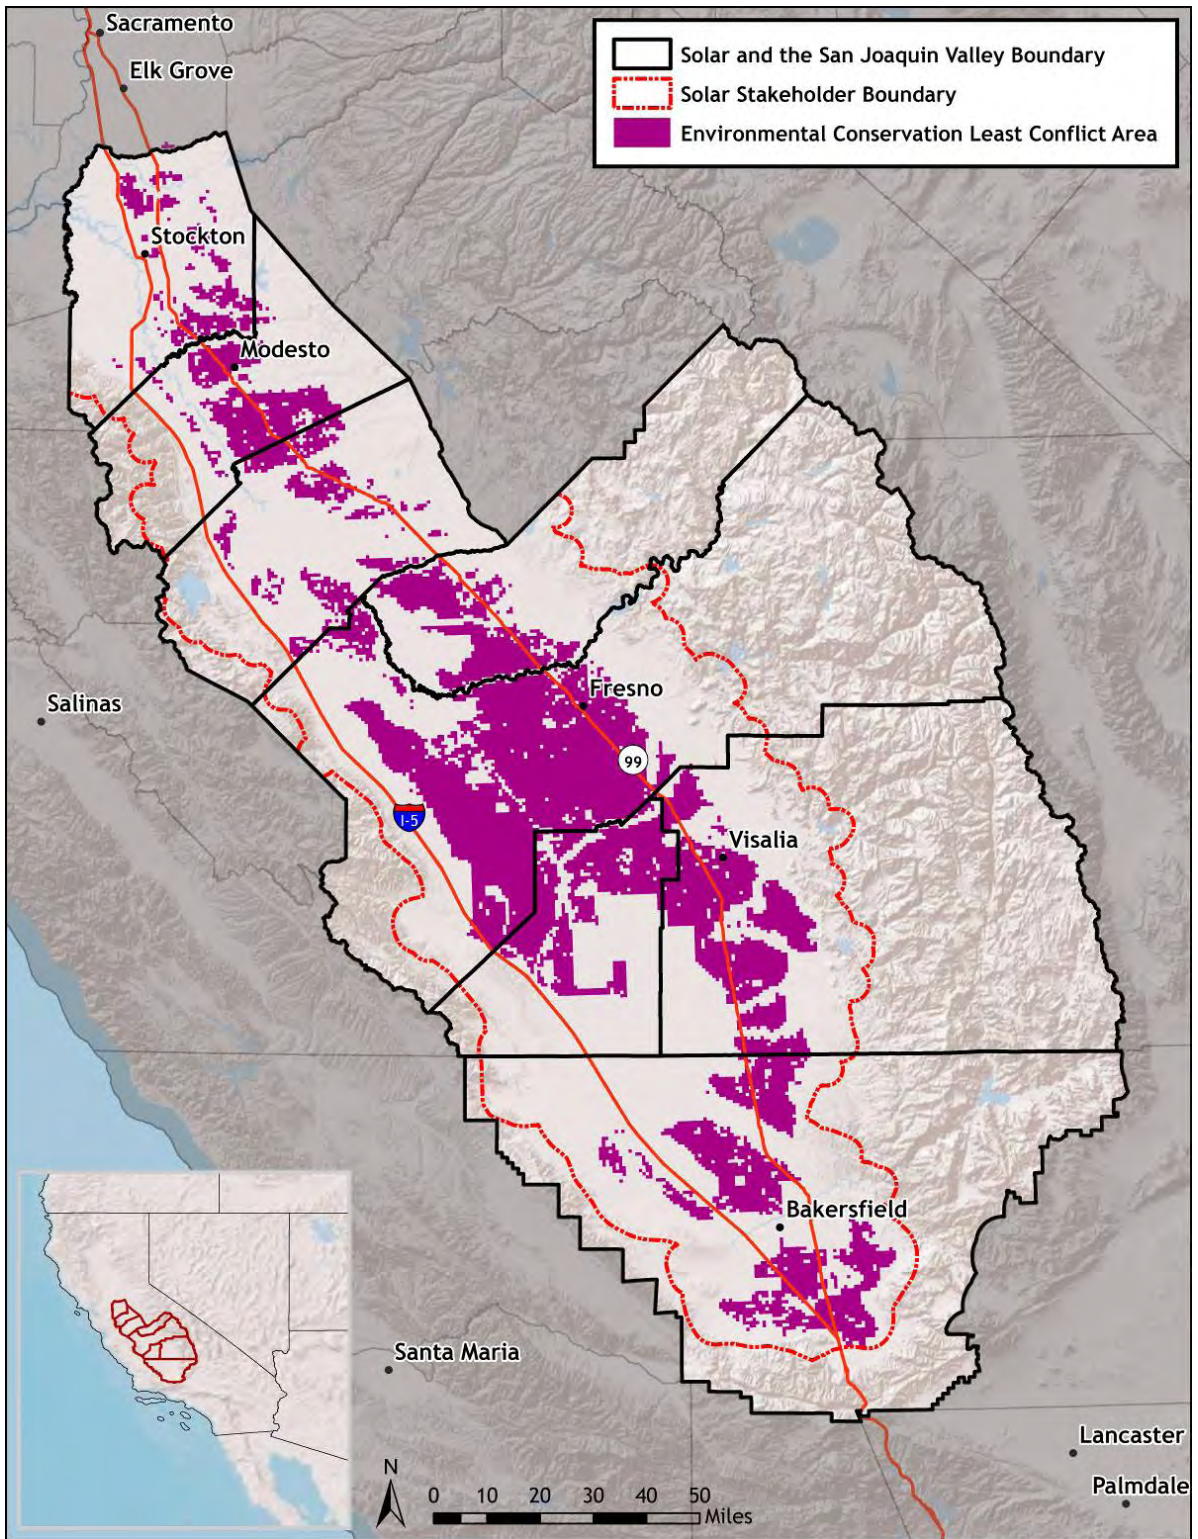 Sacramento
Elk Grove
Solar and the San Joaquin Valley Boundary
Solar Stakeholder Boundary
Environmental Conservation Least Conflict Area
Stockton
Modesto
Salinas
Fresno
99
I-5
Visalia
Bakersfield
Santa Maria
Lancaster
Palmdale
N
0 10 20 30 40 50
Miles